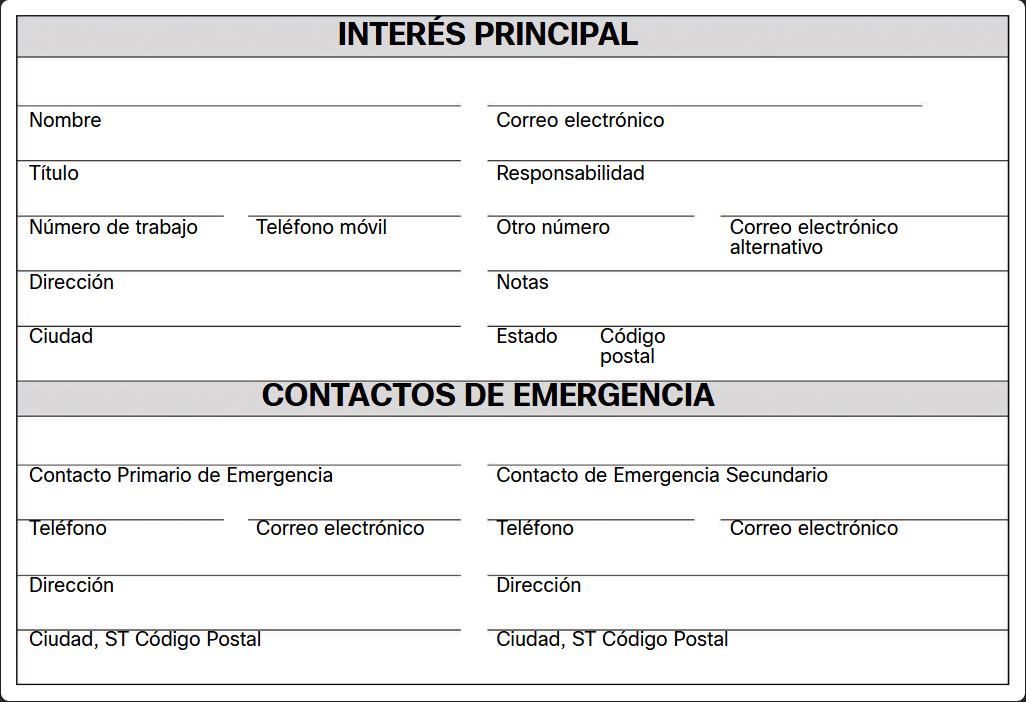 INTERÉS PRINCIPAL
Nombre Correo electrónico
Título Responsabilidad
Número de trabajo Teléfono móvil Otro número Correo electrónico
alternativo
Dirección Notas
Ciudad Estado Código
postal
CONTACTOS DE EMERGENCIA
Contacto Primario de Emergencia Contacto de Emergencia Secundario
Teléfono Correo electrónico Teléfono Correo electrónico
Dirección Dirección
Ciudad, ST Código Postal Ciudad, ST Código Postal